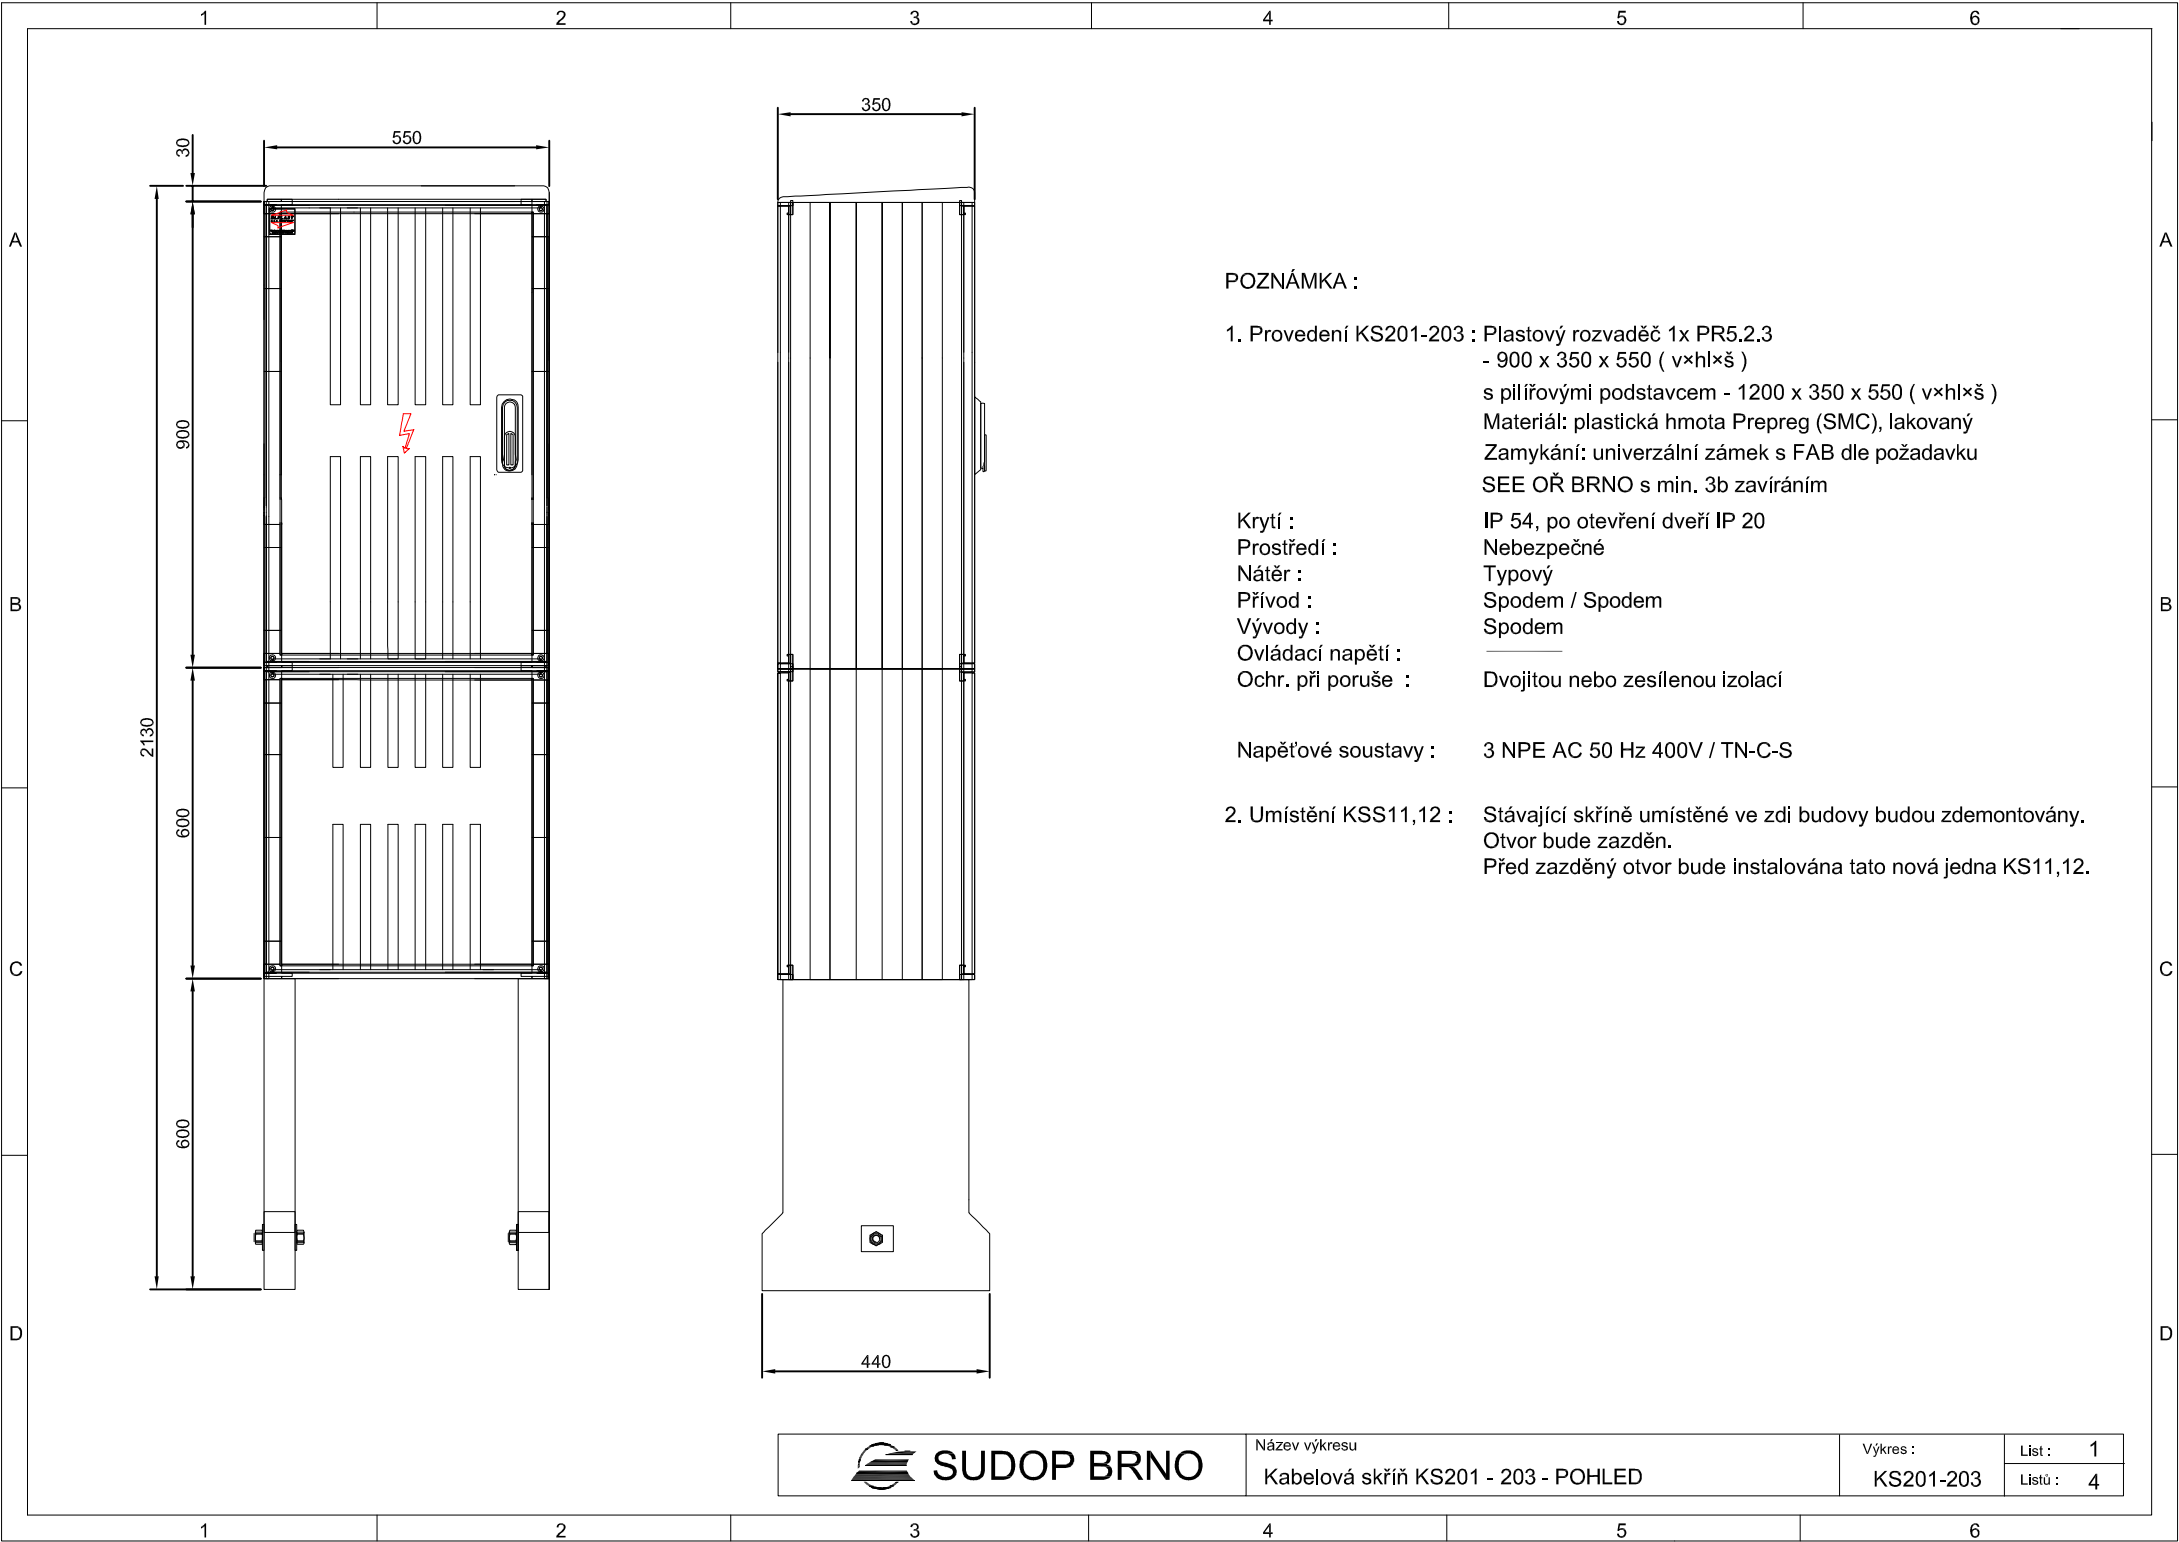 1 2 3 4 5 6
350
550
30
A A
POZNÁMKA :
1. Provedení KS201-203 : Plastový rozvaděč 1x PR5.2.3
- 900 x 350 x 550 ( v×hl×š )
s pilířovými podstavcem - 1200 x 350 x 550 ( v×hl×š )
Materiál: plastická hmota Prepreg (SMC), lakovaný
900
Zamykání: univerzální zámek s FAB dle požadavku
SEE OŘ BRNO s min. 3b zavíráním
Krytí : IP 54, po otevření dveří IP 20
Prostředí : Nebezpečné
Nátěr : Typový
Přívod : Spodem / Spodem
B B
Vývody : Spodem
Ovládací napětí :
Ochr. při poruše : Dvojitou nebo zesílenou izolací
2130
Napěťové soustavy : 3 NPE AC 50 Hz 400V / TN-C-S
600
2. Umístění KSS11,12 : Stávající skříně umístěné ve zdi budovy budou zdemontovány.
Otvor bude zazděn.
Před zazděný otvor bude instalována tato nová jedna KS11,12.
C C
600
D D
440
SUDOP BRNO
Název výkresu
Kabelová skříň KS201 - 203 - POHLED
Výkres :
KS201-203
List : 1
Listů : 4
1 2 3 4 5 6